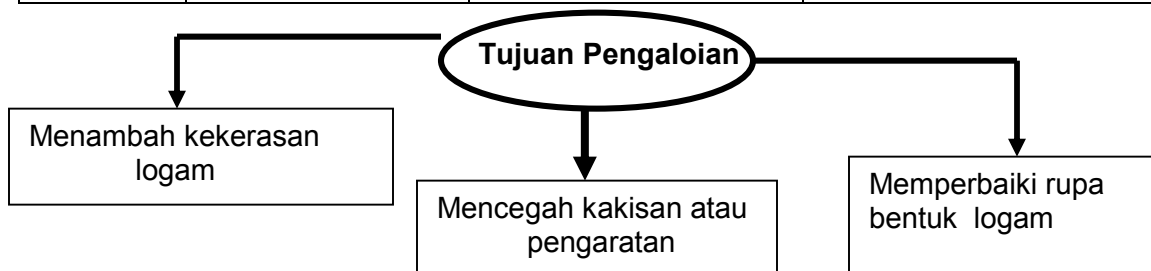 Tujuan Pengaloian
Menambah kekerasan
logam
Mencegah kakisan atau
pengaratan
Memperbaiki rupa
bentuk logam